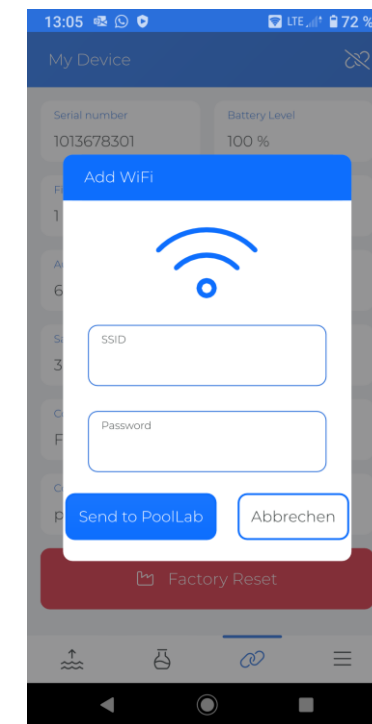 13:05 LTE 72 %
My Device
Serial number Battery Level
1013678301 100 %
Add WiFi
SSID
Password
Send to PoolLab Abbrechen
Factory Reset